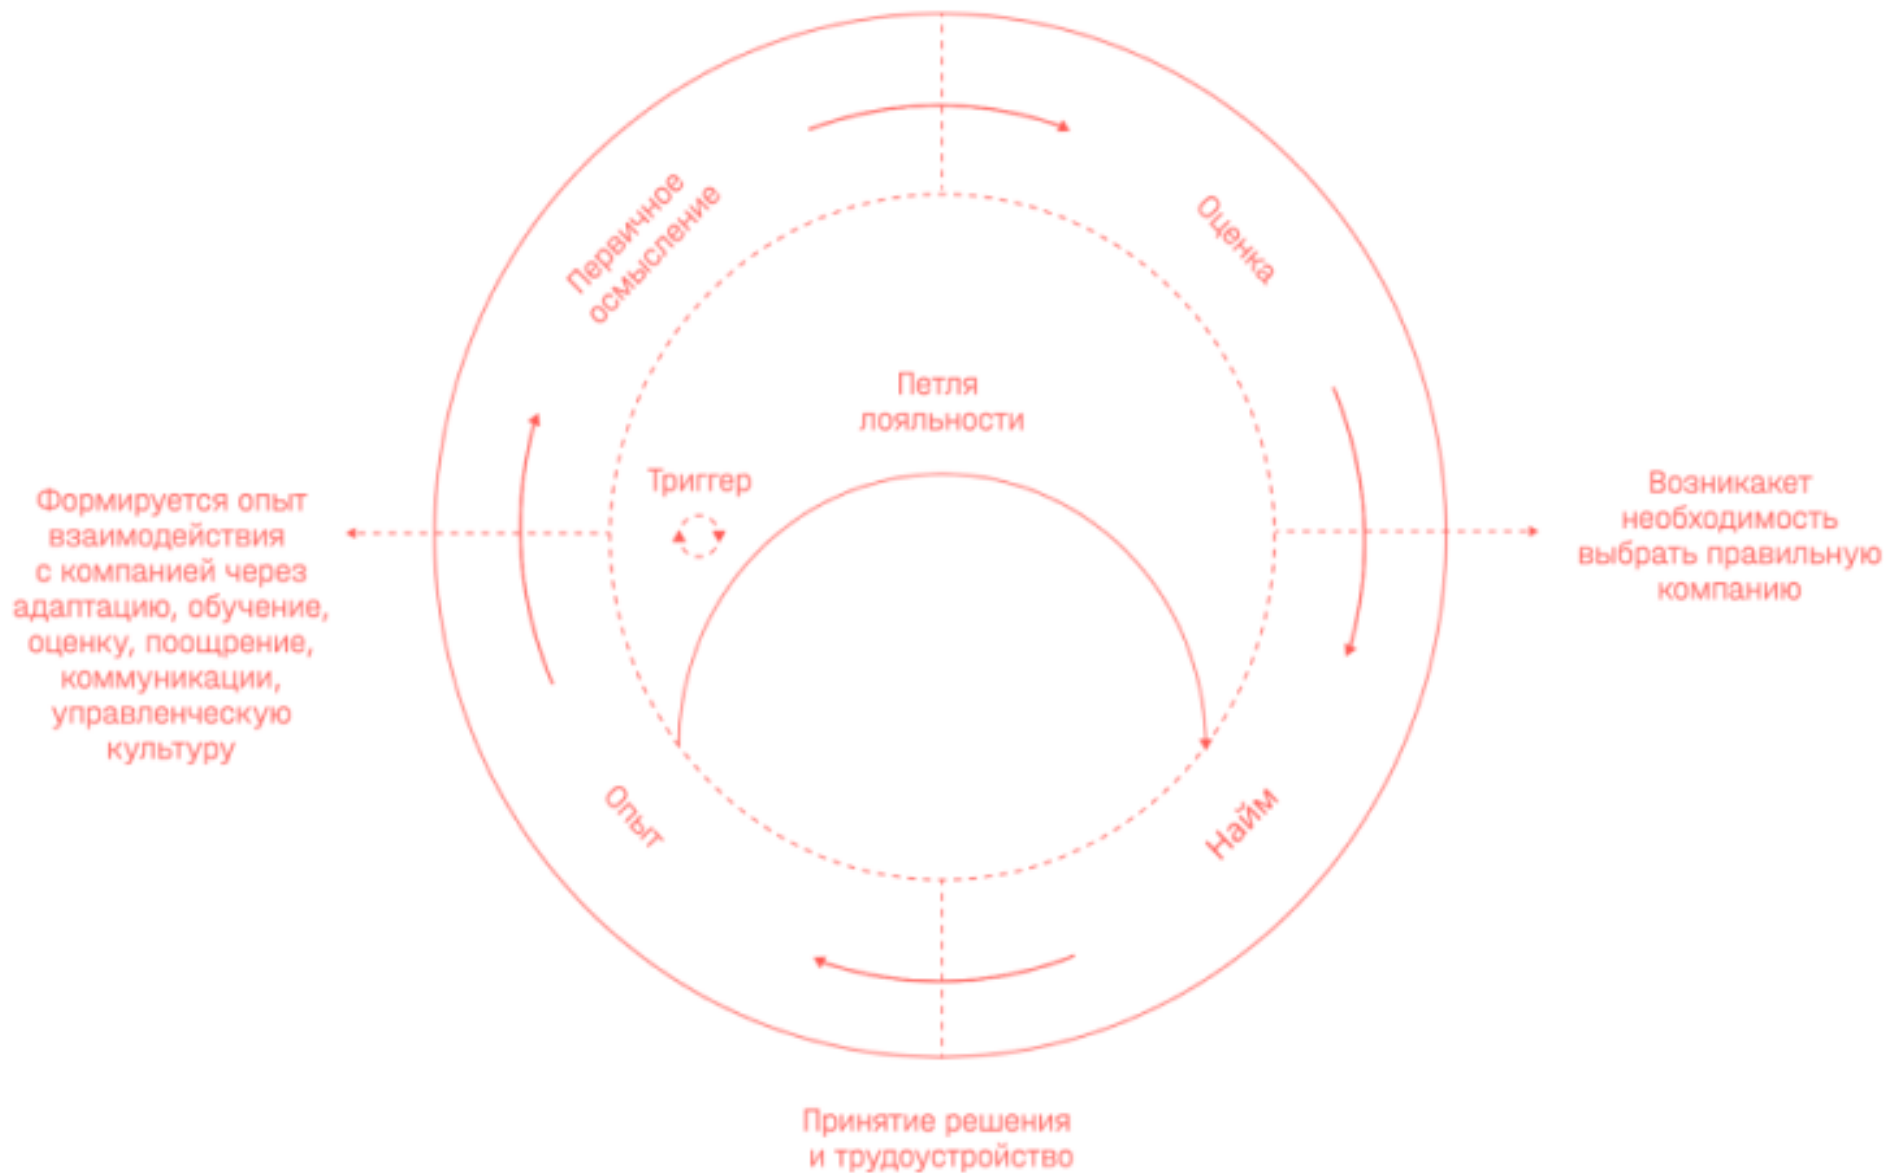 Первичное
осмысление
Оценка
Петля
лояльности
Триггер
Формируется опыт
взаимодействия
с компанией через
адаптацию, обучение,
оценку, поощрение,
коммуникации,
управленческую
культуру
Возникакет
необходимость
выбрать правильную
компанию
Опыт
Найм
Принятие решения
и трудоустройство